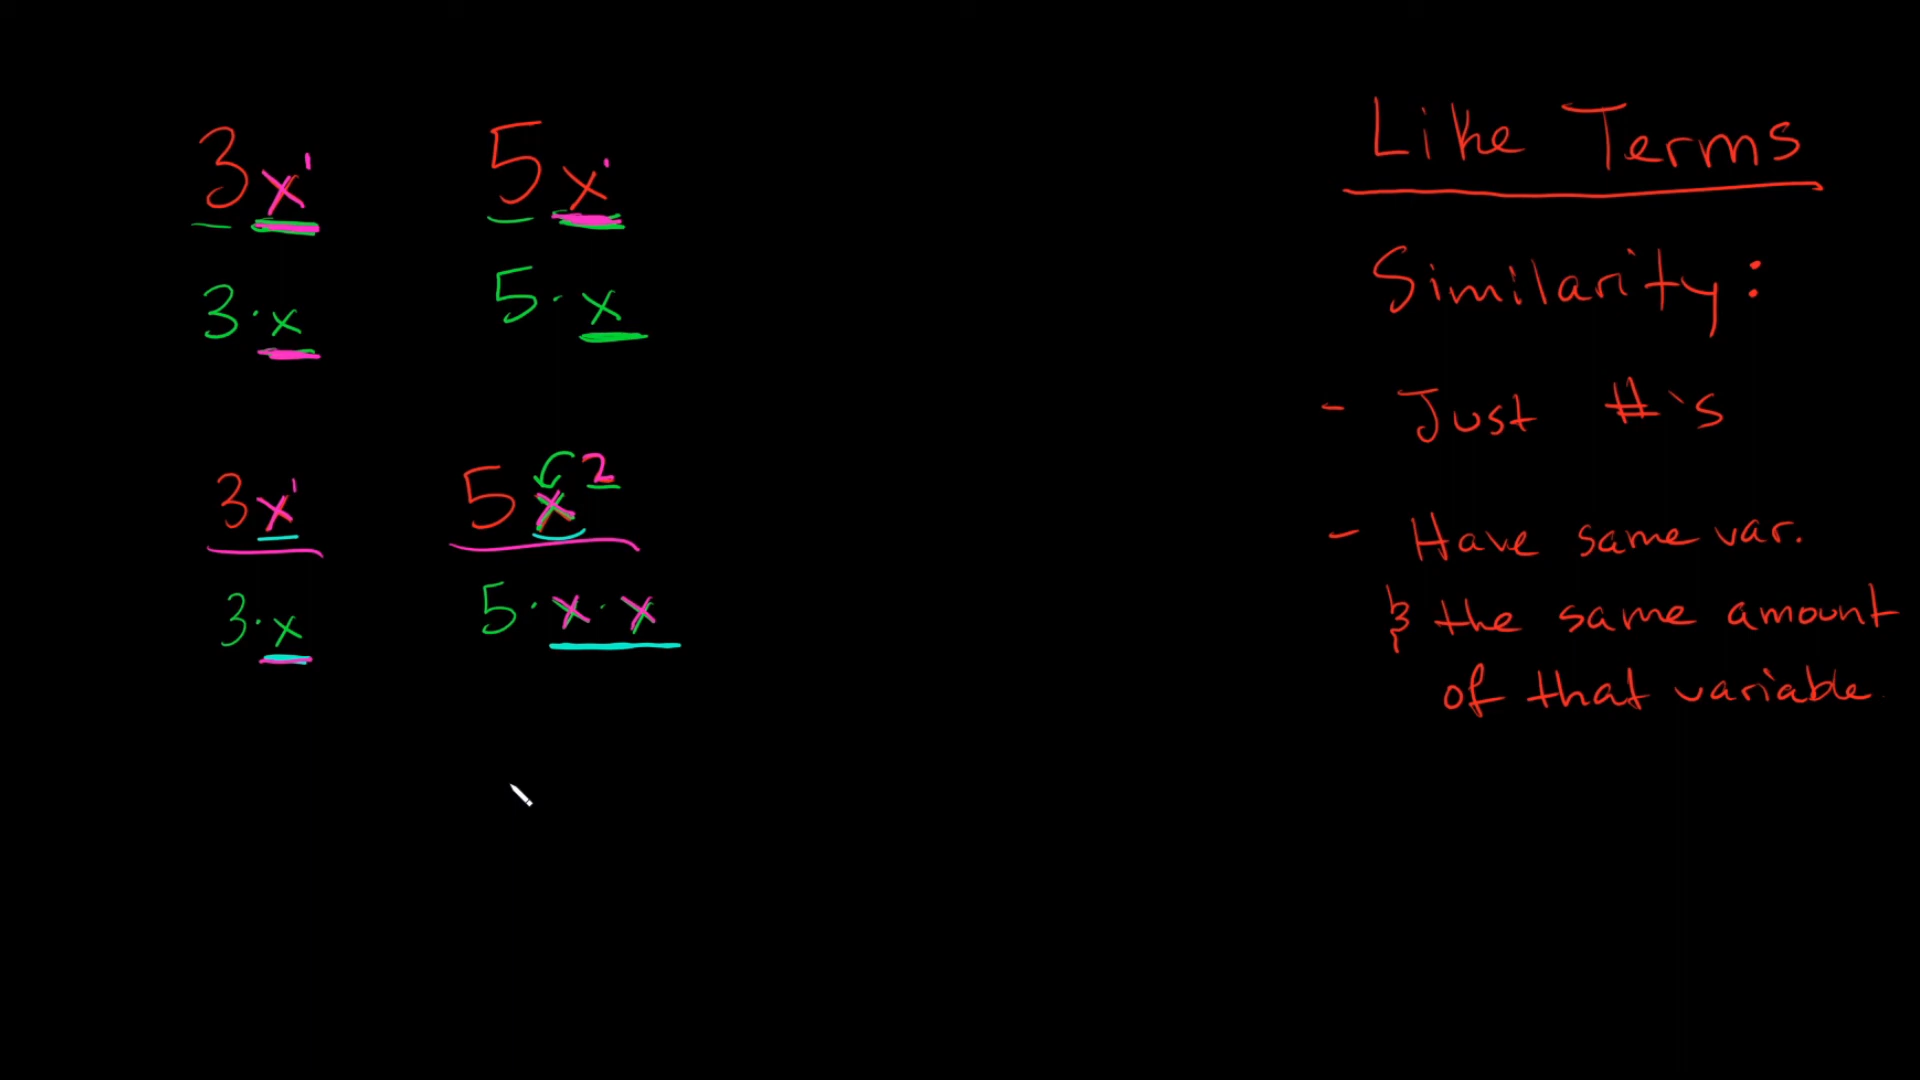 3x¹ 5x¹
3·x 5·x
3x¹ 5x²
3·x 5·x·x
Like Terms
Similarity:
- Just #'s
- Have same var.
& the same amount
of that variable.